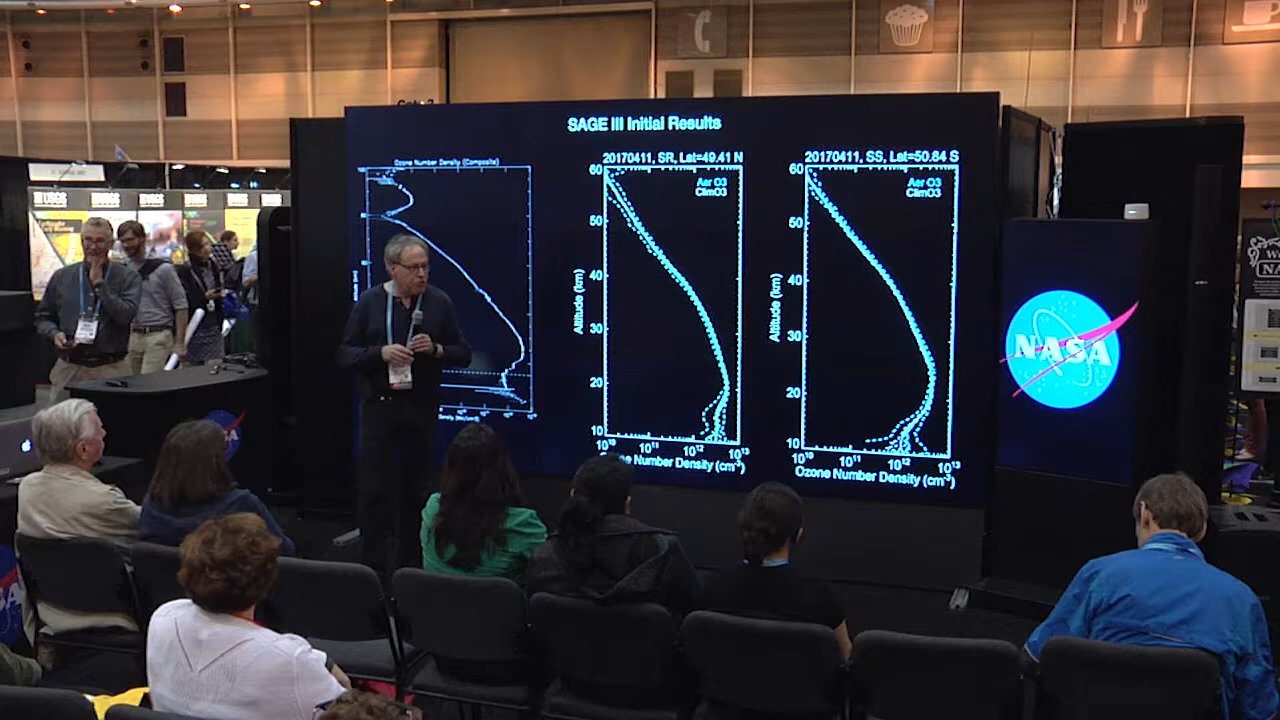 SAGE III Initial Results
Ozone Number Density (Composite)
20170411, SR, Lat=49.41 N
Aer O3
ClimO3
60
50
40
30
20
10
Altitude (km)
10¹⁰ 10¹¹ 10¹² 10¹³
Ozone Number Density (cm⁻³)
20170411, SS, Lat=50.84 S
Aer O3
ClimO3
60
50
40
30
20
10
Altitude (km)
10¹⁰ 10¹¹ 10¹² 10¹³
Ozone Number Density (cm⁻³)
NASA
USGS